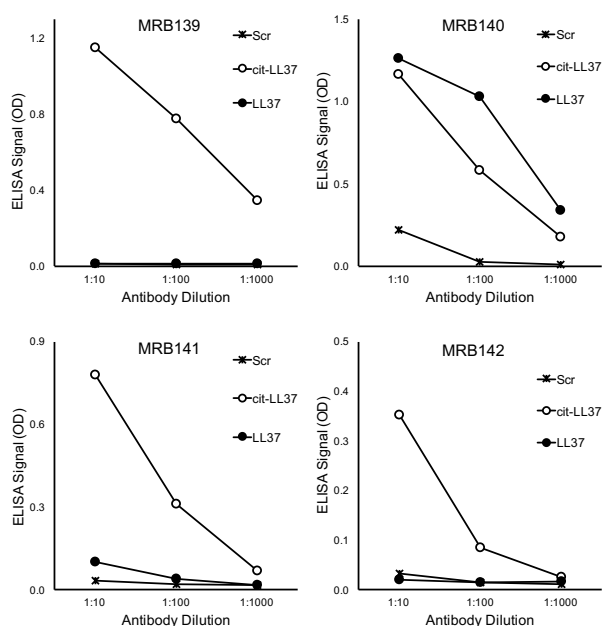 MRB139
ELISA Signal (OD)
1.2
0.8
0.4
0.0
Scr
cit-LL37
LL37
1:10
1:100
1:1000
Antibody Dilution
MRB140
ELISA Signal (OD)
1.5
1.0
0.5
0.0
Scr
cit-LL37
LL37
1:10
1:100
1:1000
Antibody Dilution
MRB141
ELISA Signal (OD)
0.9
0.6
0.3
0.0
Scr
cit-LL37
LL37
1:10
1:100
1:1000
Antibody Dilution
MRB142
ELISA Signal (OD)
0.5
0.4
0.3
0.2
0.1
0.0
Scr
cit-LL37
LL37
1:10
1:100
1:1000
Antibody Dilution